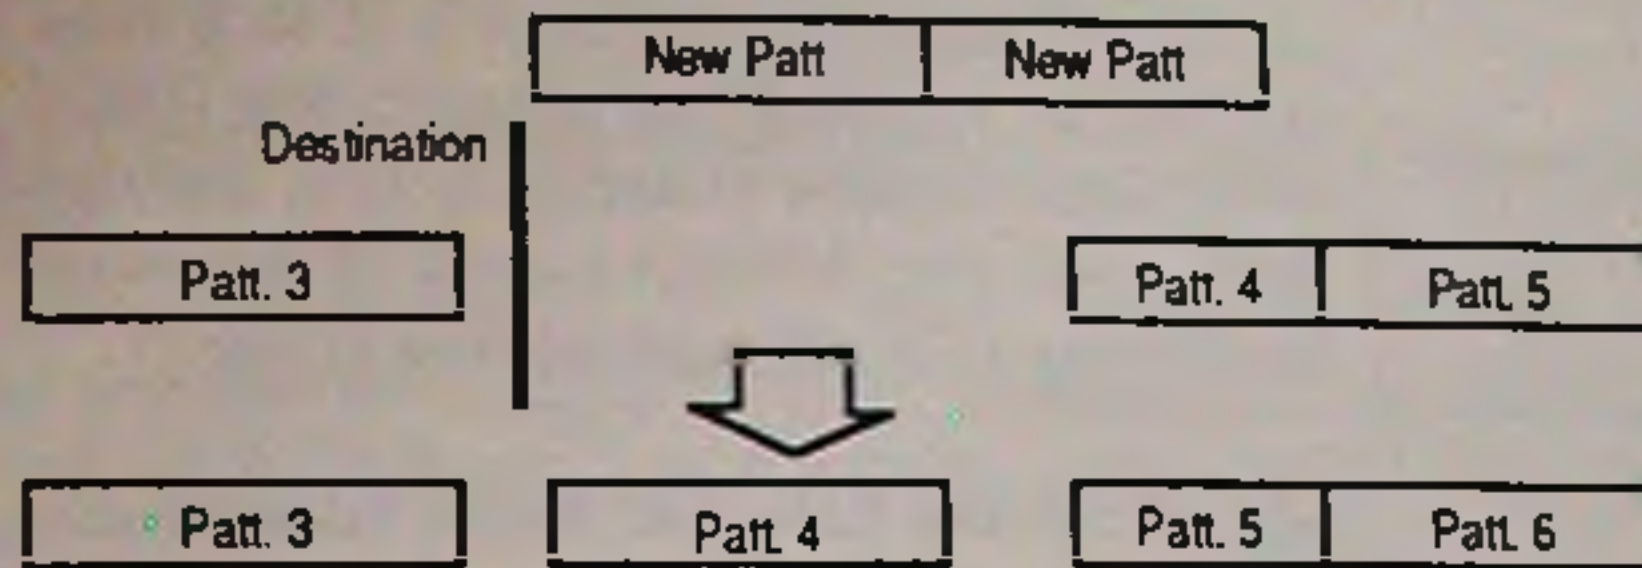 New Patt New Patt
Destination
Patt. 3 Patt. 4 Patt. 5
Patt. 3 Patt. 4 Patt. 5 Patt. 6